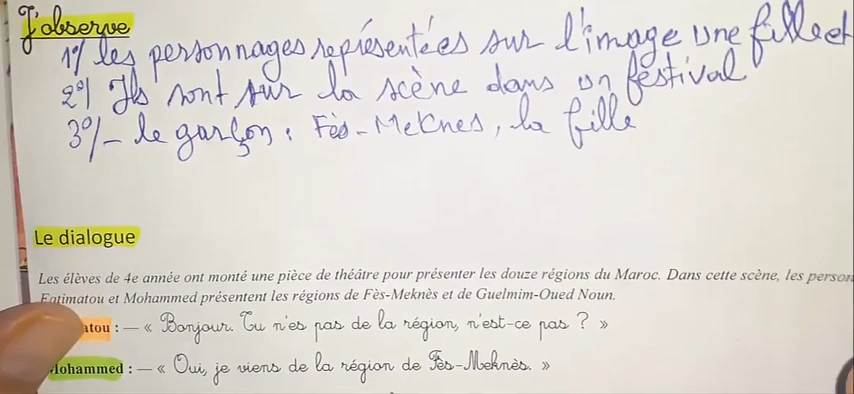 J'observe
1°/ les personnages représentées sur l'image une fille et
2°/ Ils sont sur la scène dans un festival
3°/- le garçon : Fès-Meknes, la fille
Le dialogue
Les élèves de 4e année ont monté une pièce de théâtre pour présenter les douze régions du Maroc. Dans cette scène, les person
Fatimatou et Mohammed présentent les régions de Fès-Meknès et de Guelmim-Oued Noun.
atou : — « Bonjour. Tu n'es pas de la région, n'est-ce pas ? »
Mohammed : — « Oui, je viens de la région de Fès-Meknès. »